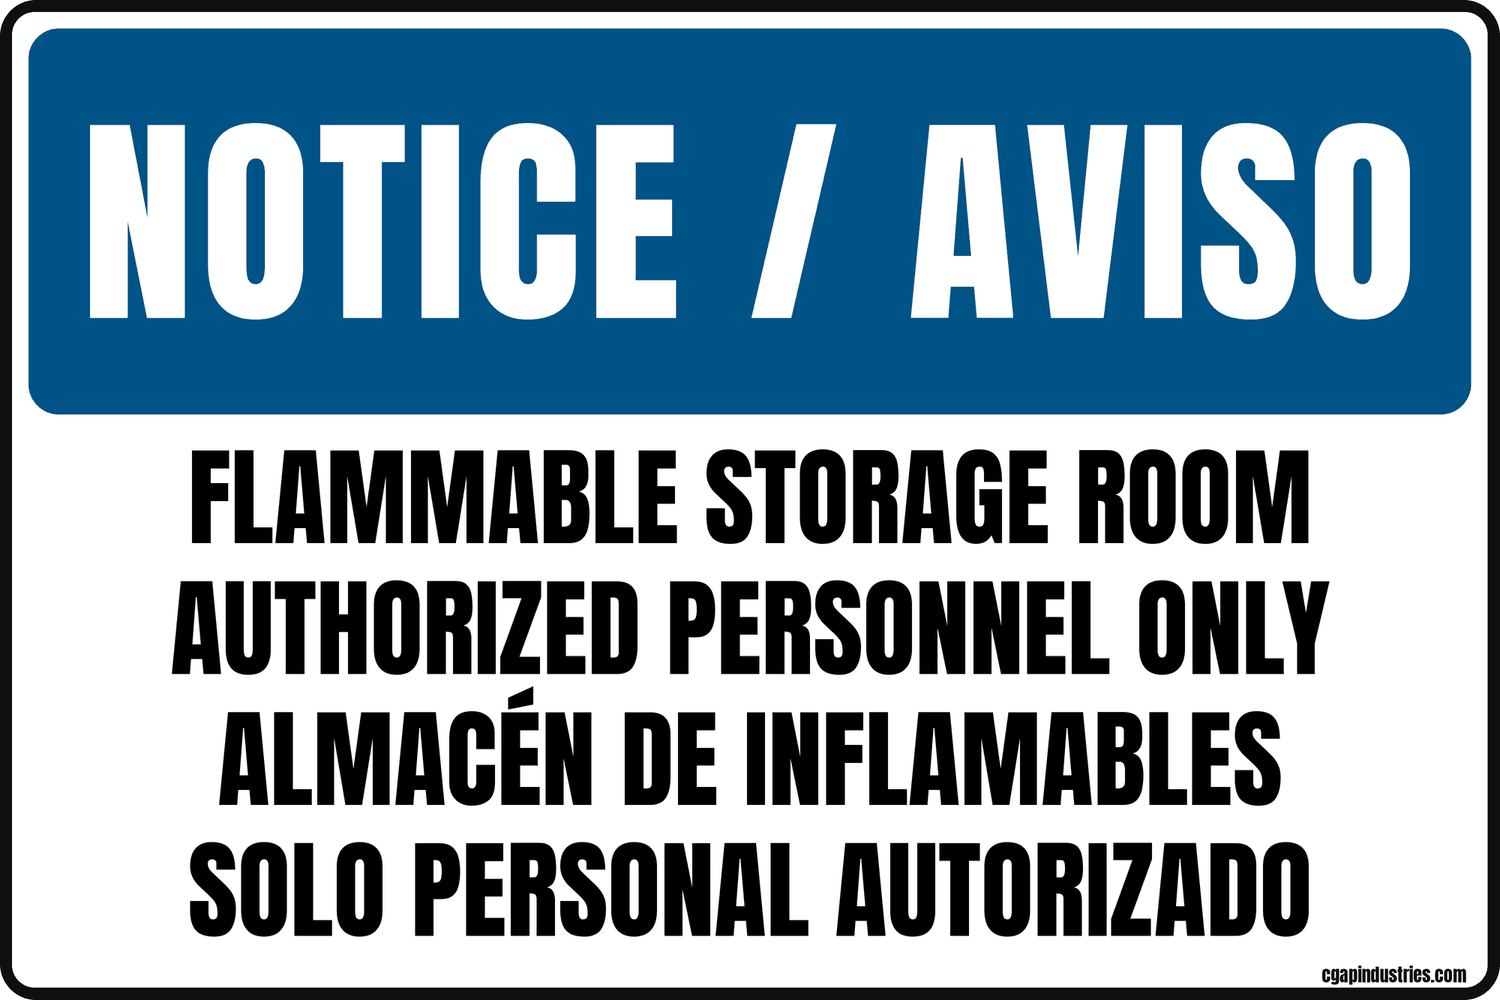 NOTICE / AVISO
FLAMMABLE STORAGE ROOM
AUTHORIZED PERSONNEL ONLY
ALMACÉN DE INFLAMABLES
SOLO PERSONAL AUTORIZADO
cgapindustries.com